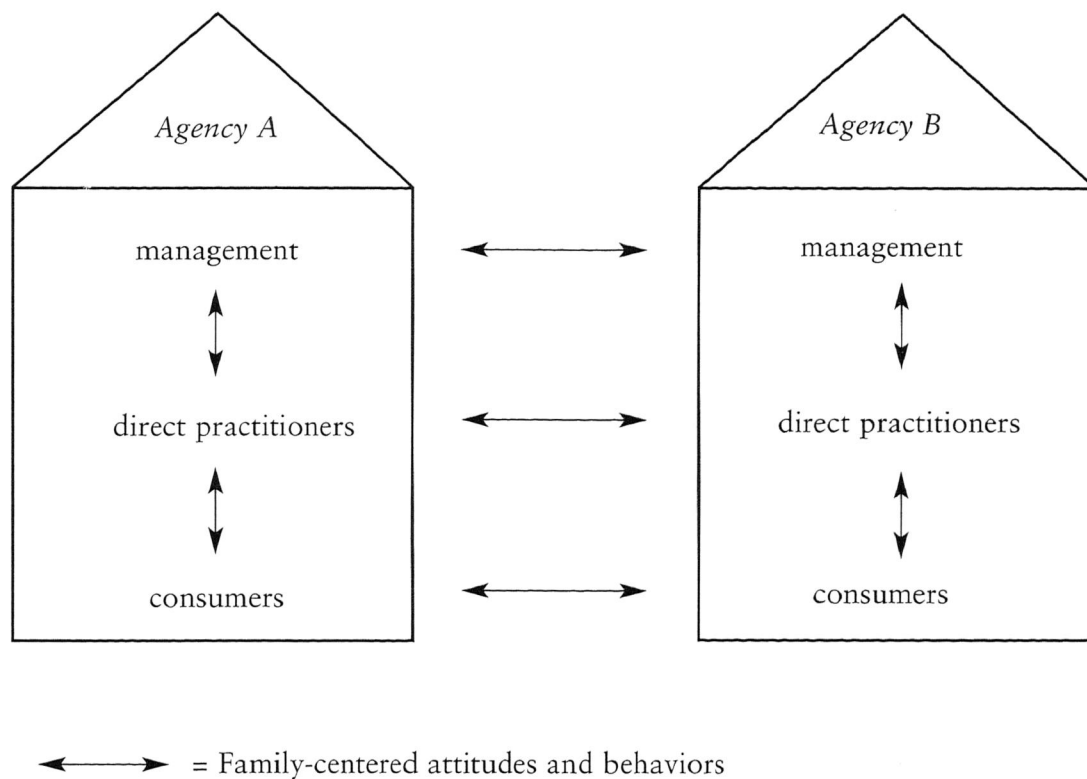 Agency A
Agency B
management
management
direct practitioners
direct practitioners
consumers
consumers
= Family-centered attitudes and behaviors